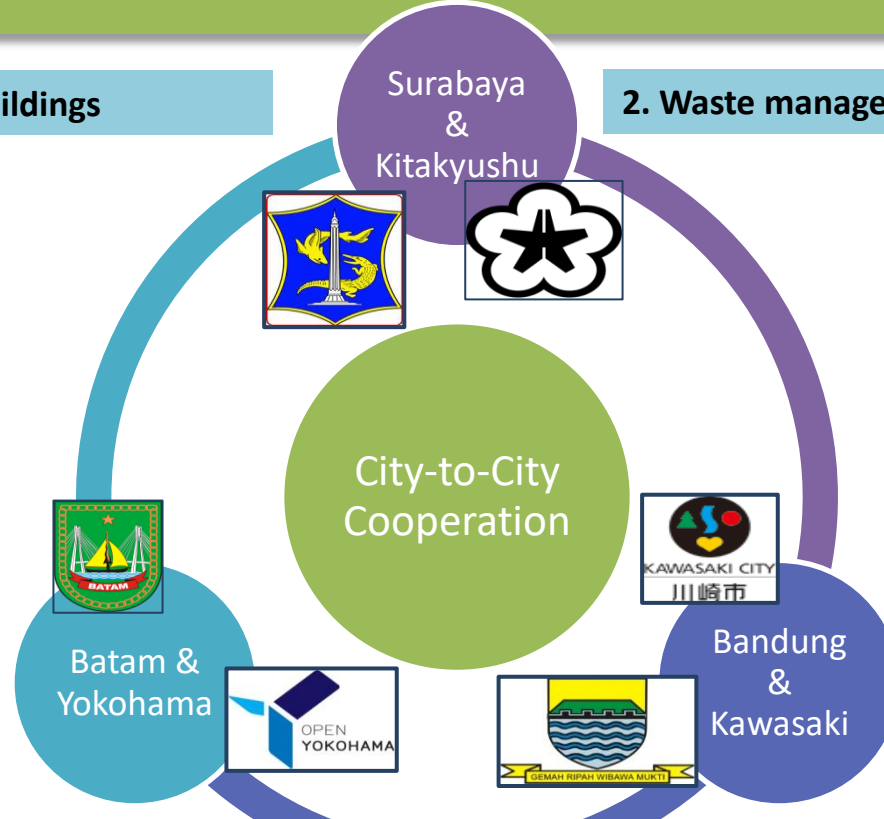 ildings
2. Waste manage
Surabaya
&
Kitakyushu
City-to-City
Cooperation
BATAM
KAWASAKI CITY
川崎市
Batam &
Yokohama
OPEN
YOKOHAMA
Bandung
&
Kawasaki
GEMAH RIPAH WIBAWA MUKTI